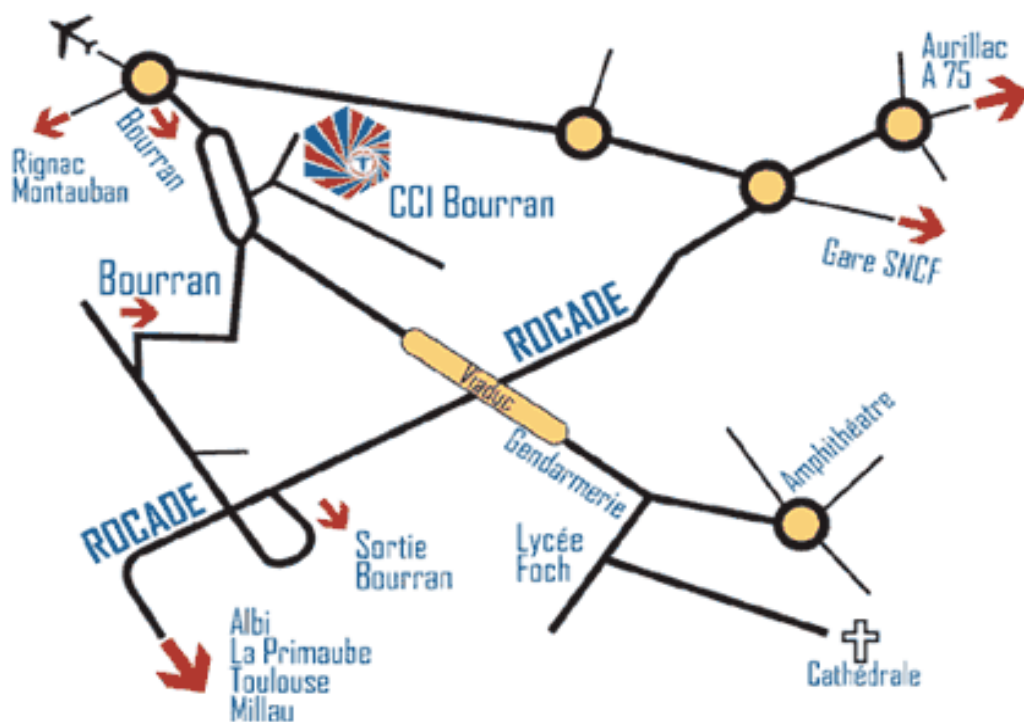 Aurillac
A 75
Bourran
Rignac
Montauban
CCI Bourran
Gare SNCF
Bourran
ROCADE
Viaduc
Amphithéatre
Gendarmerie
ROCADE
Lycée
Foch
Sortie
Bourran
Albi
La Primaube
Toulouse
Millau
Cathédrale